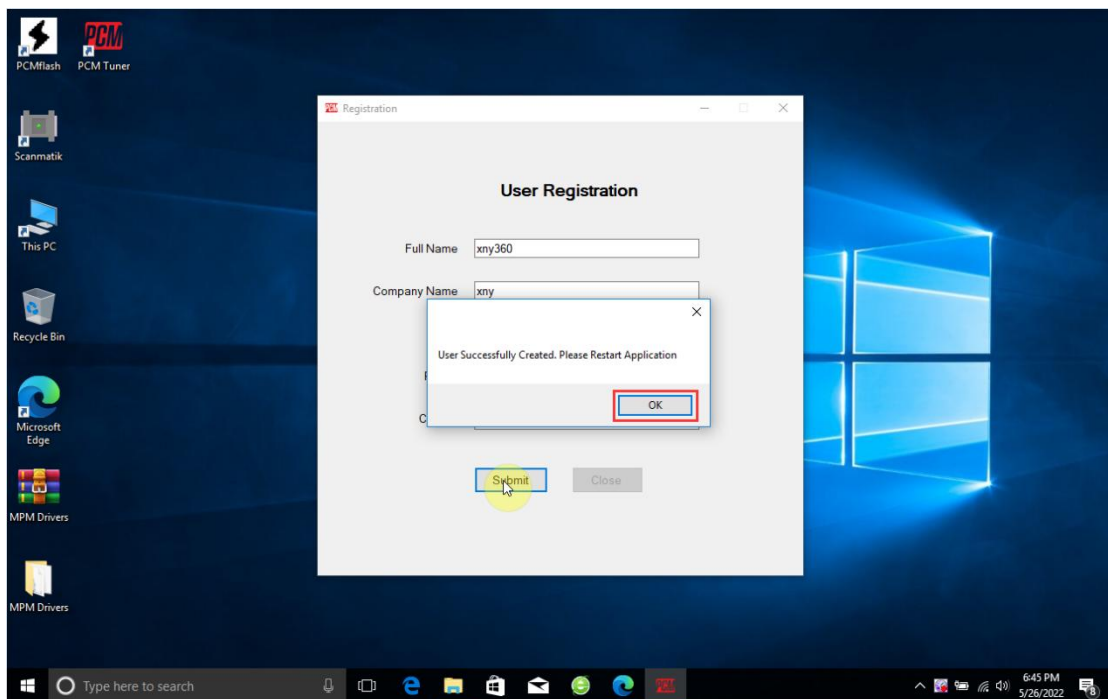 PCMflash
PCM
PCM Tuner
Scanmatik
This PC
Recycle Bin
Microsoft
Edge
MPM Drivers
MPM Drivers
PCM Registration
User Registration
Full Name xny360
Company Name xny
User Successfully Created. Please Restart Application
OK
C
Submit Close
Type here to search
PCM
6:45 PM
5/26/2022
8